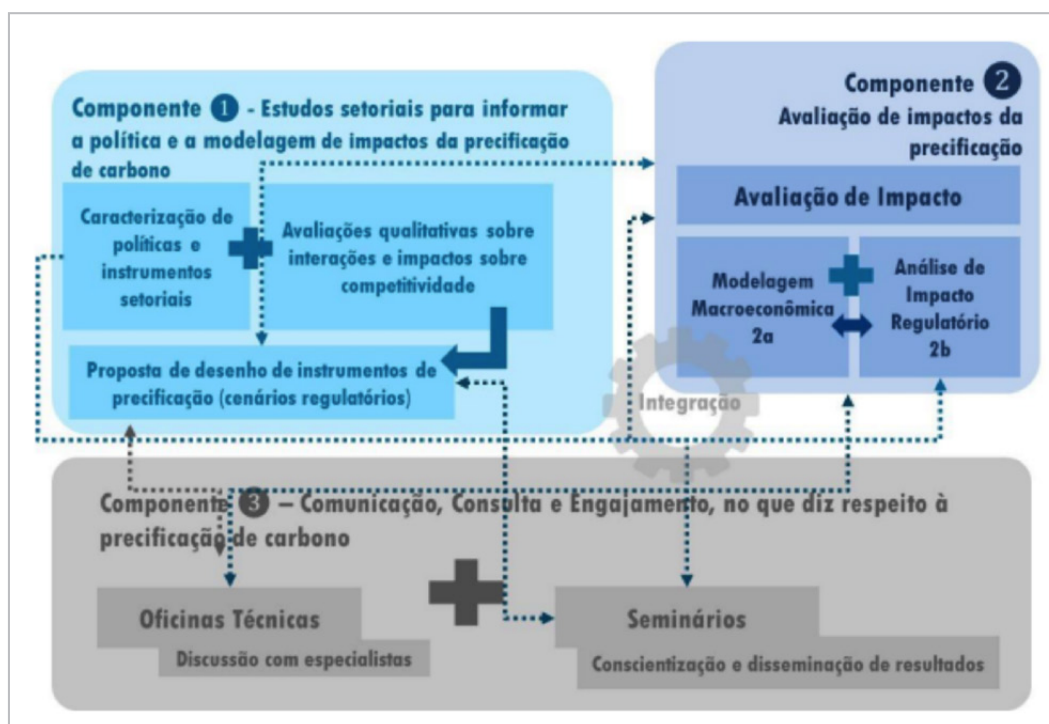 Componente 1 - Estudos setoriais para informar
a política e a modelagem de impactos da precificação
de carbono
Caracterização de
políticas e
instrumentos
setoriais
Avaliações qualitativas sobre
interações e impactos sobre
competitividade
Proposta de desenho de instrumentos de
precificação (cenários regulatórios)
Componente 2
Avaliação de impactos da
precificação
Avaliação de Impacto
Modelagem
Macroeconômica
2a
Análise de
Impacto
Regulatório
2b
Integração
Componente 3 – Comunicação, Consulta e Engajamento, no que diz respeito à
precificação de carbono
Oficinas Técnicas
Discussão com especialistas
Seminários
Conscientização e disseminação de resultados